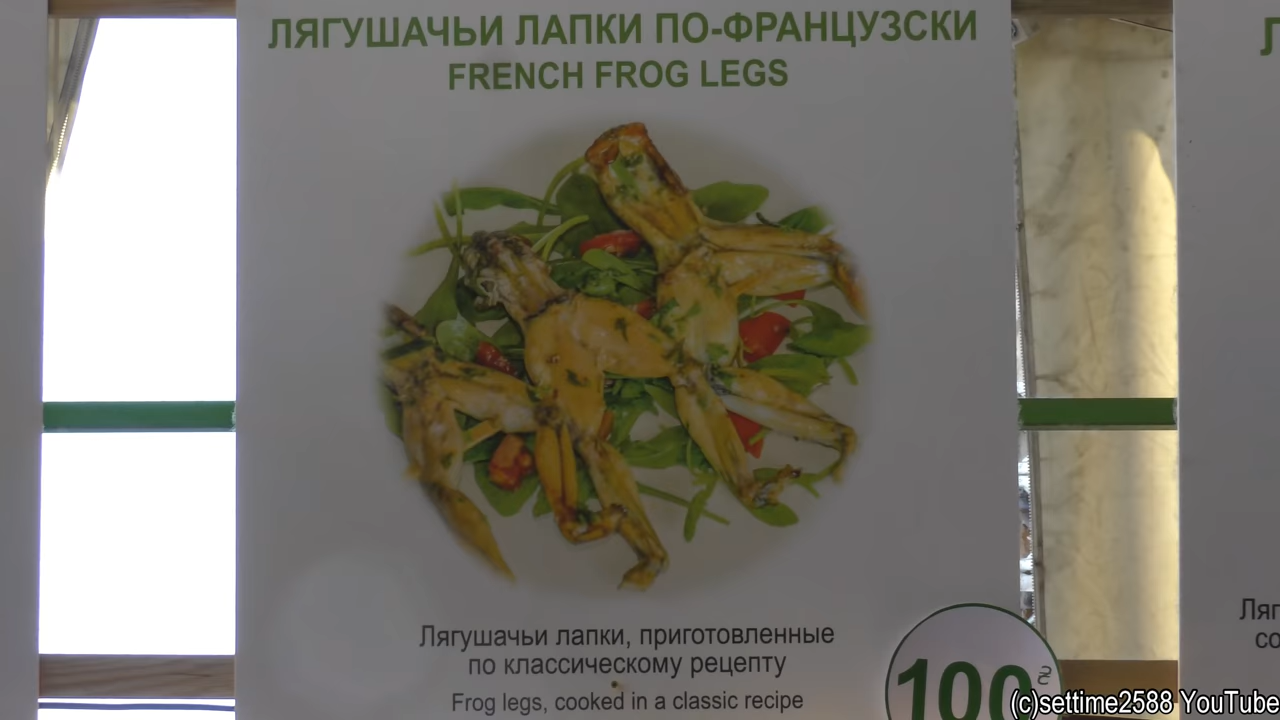 ЛЯГУШАЧЬИ ЛАПКИ ПО-ФРАНЦУЗСКИ
FRENCH FROG LEGS
Лягушачьи лапки, приготовленные
по классическому рецепту
Frog legs, cooked in a classic recipe
100 г
(c)settime2588 YouTube